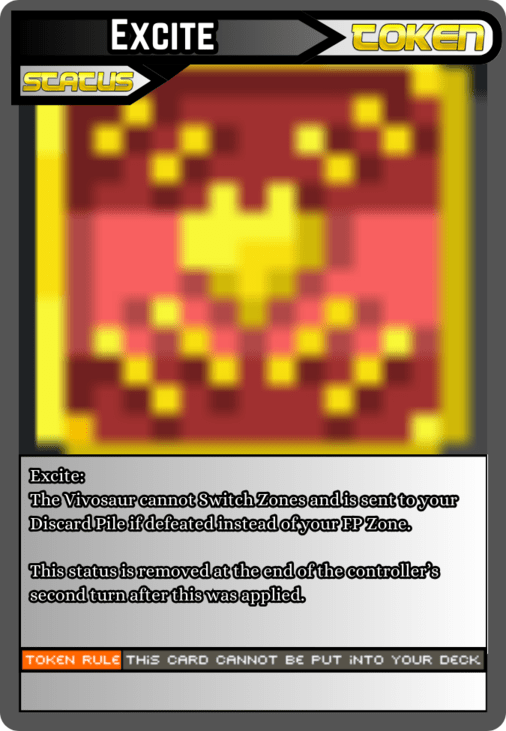 Excite TOKEN
STATUS
Excite:
The Vivosaur cannot Switch Zones and is sent to your
Discard Pile if defeated instead of your FP Zone.
This status is removed at the end of the controller's
second turn after this was applied.
TOKEN RULE THIS CARD CANNOT BE PUT INTO YOUR DECK